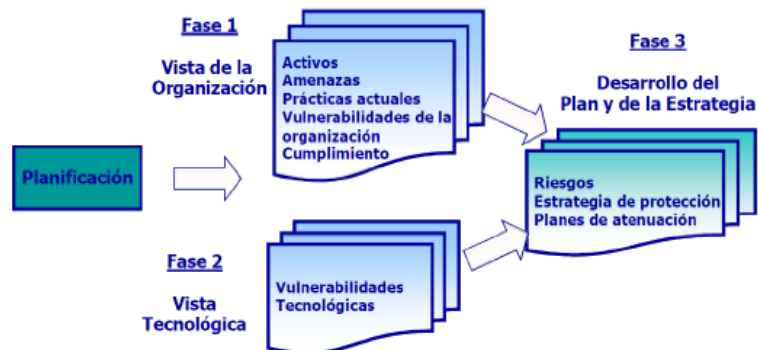 Planificación
Fase 1
Vista de la
Organización
Activos
Amenazas
Prácticas actuales
Vulnerabilidades de la
organización
Cumplimiento
Fase 2
Vista
Tecnológica
Vulnerabilidades
Tecnológicas
Fase 3
Desarrollo del
Plan y de la Estrategia
Riesgos
Estrategia de protección
Planes de atenuación